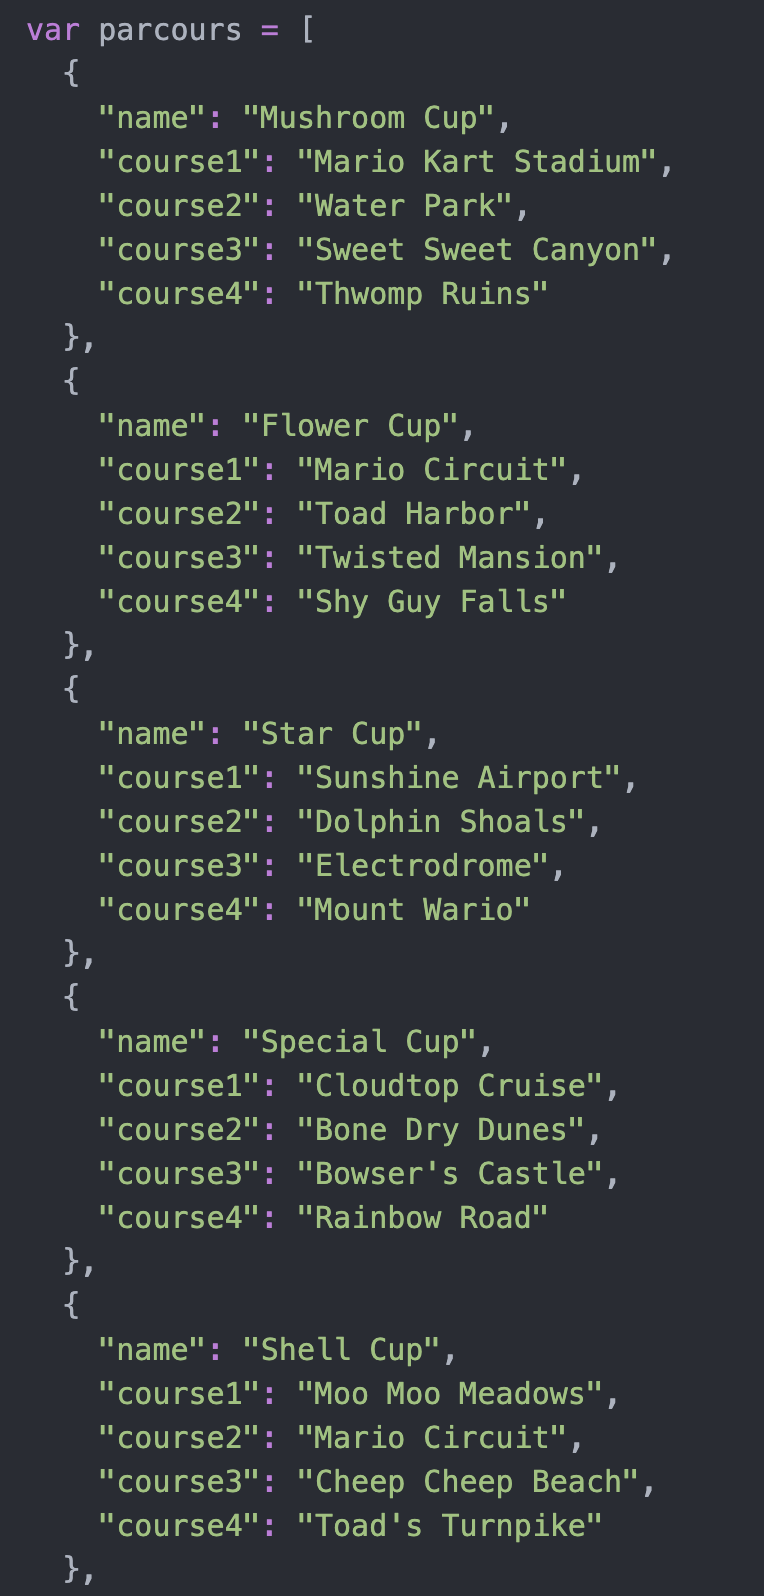 var parcours = [
  {
    "name": "Mushroom Cup",
    "course1": "Mario Kart Stadium",
    "course2": "Water Park",
    "course3": "Sweet Sweet Canyon",
    "course4": "Thwomp Ruins"
  },
  {
    "name": "Flower Cup",
    "course1": "Mario Circuit",
    "course2": "Toad Harbor",
    "course3": "Twisted Mansion",
    "course4": "Shy Guy Falls"
  },
  {
    "name": "Star Cup",
    "course1": "Sunshine Airport",
    "course2": "Dolphin Shoals",
    "course3": "Electrodrome",
    "course4": "Mount Wario"
  },
  {
    "name": "Special Cup",
    "course1": "Cloudtop Cruise",
    "course2": "Bone Dry Dunes",
    "course3": "Bowser's Castle",
    "course4": "Rainbow Road"
  },
  {
    "name": "Shell Cup",
    "course1": "Moo Moo Meadows",
    "course2": "Mario Circuit",
    "course3": "Cheep Cheep Beach",
    "course4": "Toad's Turnpike"
  },